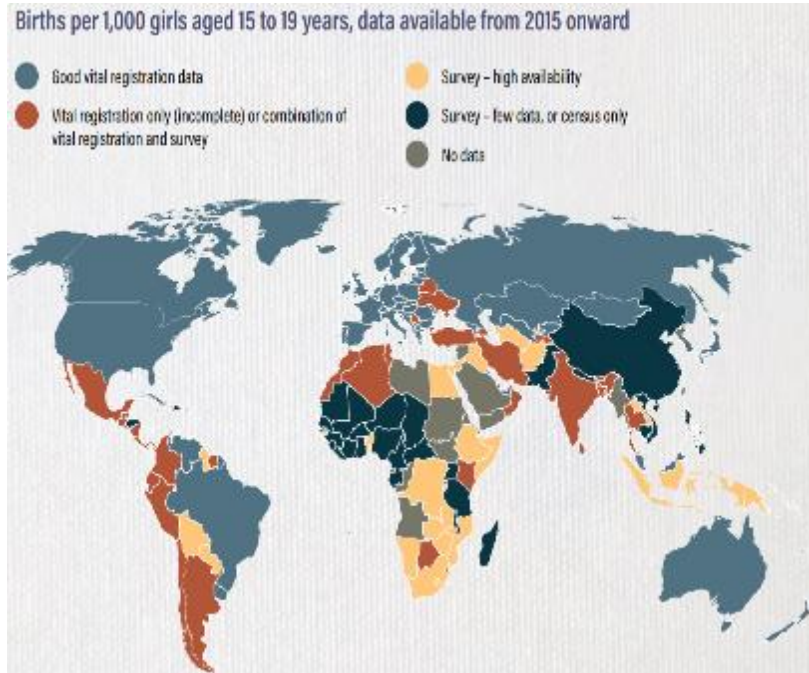 Births per 1,000 girls aged 15 to 19 years, data available from 2015 onward
Good vital registration data
Vital registration only (incomplete) or combination of
vital registration and survey
Survey – high availability
Survey – few data, or census only
No data